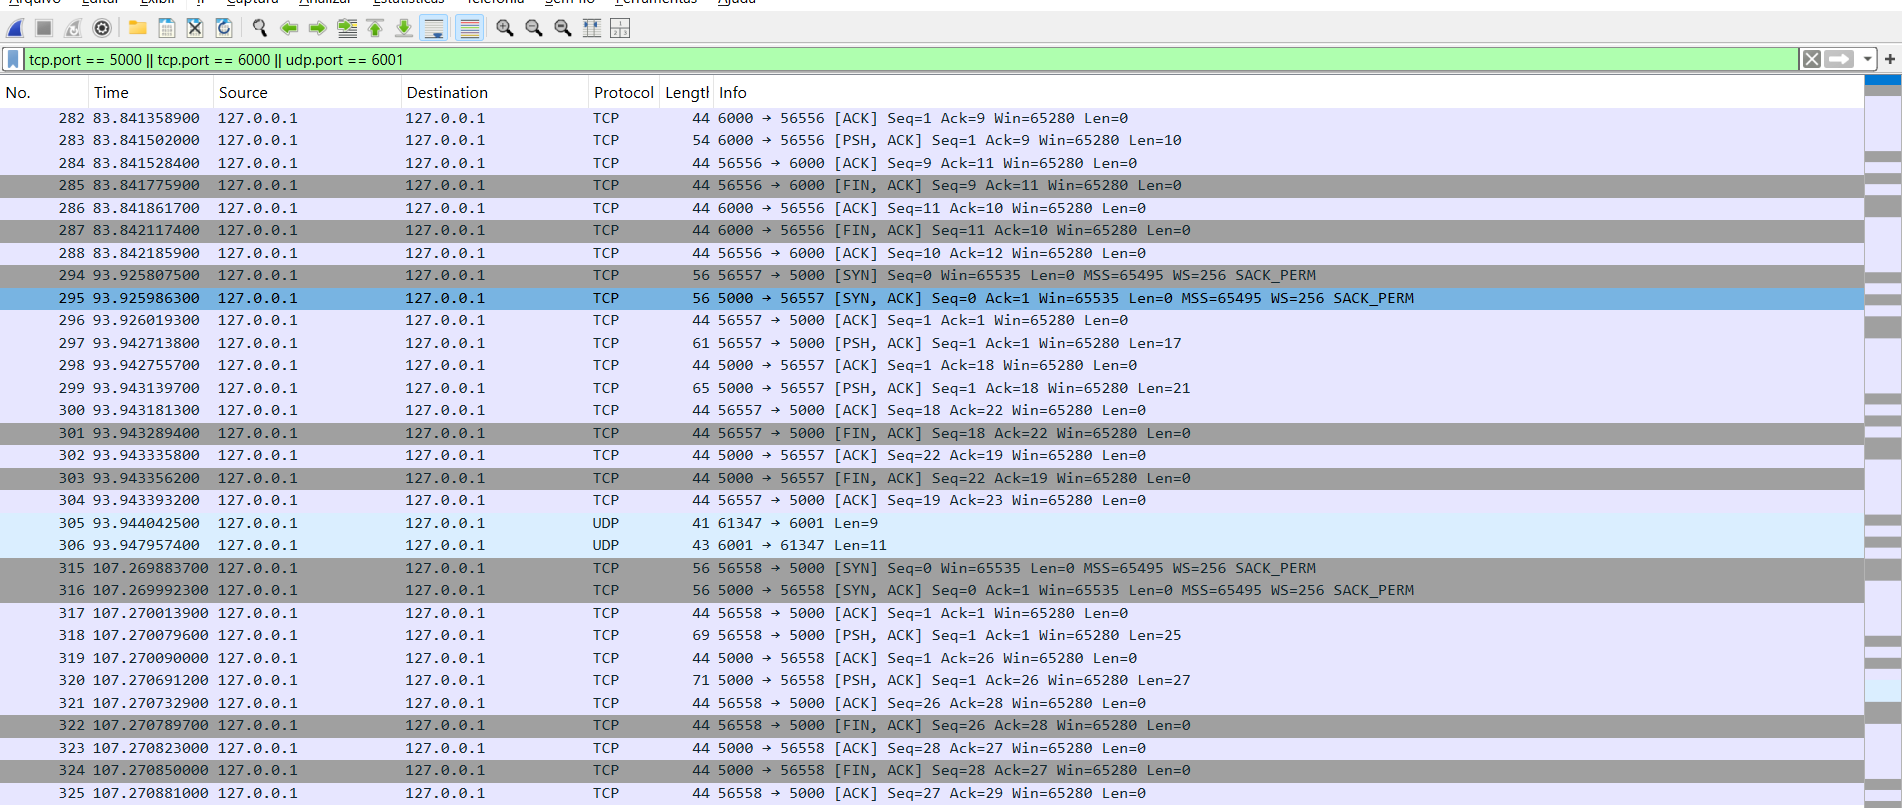 Arquivo Editar Exibir Ir Captura Analizar Estatísticas Telefonia Sem fio Ferramentas Ajuda
tcp.port == 5000 || tcp.port == 6000 || udp.port == 6001
No. Time Source Destination Protocol Lengtl Info
282 83.841358900 127.0.0.1 127.0.0.1 TCP 44 6000 → 56556 [ACK] Seq=1 Ack=9 Win=65280 Len=0
283 83.841502000 127.0.0.1 127.0.0.1 TCP 54 6000 → 56556 [PSH, ACK] Seq=1 Ack=9 Win=65280 Len=10
284 83.841528400 127.0.0.1 127.0.0.1 TCP 44 56556 → 6000 [ACK] Seq=9 Ack=11 Win=65280 Len=0
285 83.841775900 127.0.0.1 127.0.0.1 TCP 44 56556 → 6000 [FIN, ACK] Seq=9 Ack=11 Win=65280 Len=0
286 83.841861700 127.0.0.1 127.0.0.1 TCP 44 6000 → 56556 [ACK] Seq=11 Ack=10 Win=65280 Len=0
287 83.842117400 127.0.0.1 127.0.0.1 TCP 44 6000 → 56556 [FIN, ACK] Seq=11 Ack=10 Win=65280 Len=0
288 83.842185900 127.0.0.1 127.0.0.1 TCP 44 56556 → 6000 [ACK] Seq=10 Ack=12 Win=65280 Len=0
294 93.925807500 127.0.0.1 127.0.0.1 TCP 56 56557 → 5000 [SYN] Seq=0 Win=65535 Len=0 MSS=65495 WS=256 SACK_PERM
295 93.925986300 127.0.0.1 127.0.0.1 TCP 56 5000 → 56557 [SYN, ACK] Seq=0 Ack=1 Win=65535 Len=0 MSS=65495 WS=256 SACK_PERM
296 93.926019300 127.0.0.1 127.0.0.1 TCP 44 56557 → 5000 [ACK] Seq=1 Ack=1 Win=65280 Len=0
297 93.942713800 127.0.0.1 127.0.0.1 TCP 61 56557 → 5000 [PSH, ACK] Seq=1 Ack=1 Win=65280 Len=17
298 93.942755700 127.0.0.1 127.0.0.1 TCP 44 5000 → 56557 [ACK] Seq=1 Ack=18 Win=65280 Len=0
299 93.943139700 127.0.0.1 127.0.0.1 TCP 65 5000 → 56557 [PSH, ACK] Seq=1 Ack=18 Win=65280 Len=21
300 93.943181300 127.0.0.1 127.0.0.1 TCP 44 56557 → 5000 [ACK] Seq=18 Ack=22 Win=65280 Len=0
301 93.943289400 127.0.0.1 127.0.0.1 TCP 44 56557 → 5000 [FIN, ACK] Seq=18 Ack=22 Win=65280 Len=0
302 93.943335800 127.0.0.1 127.0.0.1 TCP 44 5000 → 56557 [ACK] Seq=22 Ack=19 Win=65280 Len=0
303 93.943356200 127.0.0.1 127.0.0.1 TCP 44 5000 → 56557 [FIN, ACK] Seq=22 Ack=19 Win=65280 Len=0
304 93.943393200 127.0.0.1 127.0.0.1 TCP 44 56557 → 5000 [ACK] Seq=19 Ack=23 Win=65280 Len=0
305 93.944042500 127.0.0.1 127.0.0.1 UDP 41 61347 → 6001 Len=9
306 93.947957400 127.0.0.1 127.0.0.1 UDP 43 6001 → 61347 Len=11
315 107.269883700 127.0.0.1 127.0.0.1 TCP 56 56558 → 5000 [SYN] Seq=0 Win=65535 Len=0 MSS=65495 WS=256 SACK_PERM
316 107.269992300 127.0.0.1 127.0.0.1 TCP 56 5000 → 56558 [SYN, ACK] Seq=0 Ack=1 Win=65535 Len=0 MSS=65495 WS=256 SACK_PERM
317 107.270013900 127.0.0.1 127.0.0.1 TCP 44 56558 → 5000 [ACK] Seq=1 Ack=1 Win=65280 Len=0
318 107.270079600 127.0.0.1 127.0.0.1 TCP 69 56558 → 5000 [PSH, ACK] Seq=1 Ack=1 Win=65280 Len=25
319 107.270090000 127.0.0.1 127.0.0.1 TCP 44 5000 → 56558 [ACK] Seq=1 Ack=26 Win=65280 Len=0
320 107.270691200 127.0.0.1 127.0.0.1 TCP 71 5000 → 56558 [PSH, ACK] Seq=1 Ack=26 Win=65280 Len=27
321 107.270732900 127.0.0.1 127.0.0.1 TCP 44 56558 → 5000 [ACK] Seq=26 Ack=28 Win=65280 Len=0
322 107.270789700 127.0.0.1 127.0.0.1 TCP 44 56558 → 5000 [FIN, ACK] Seq=26 Ack=28 Win=65280 Len=0
323 107.270823000 127.0.0.1 127.0.0.1 TCP 44 5000 → 56558 [ACK] Seq=28 Ack=27 Win=65280 Len=0
324 107.270850000 127.0.0.1 127.0.0.1 TCP 44 5000 → 56558 [FIN, ACK] Seq=28 Ack=27 Win=65280 Len=0
325 107.270881000 127.0.0.1 127.0.0.1 TCP 44 56558 → 5000 [ACK] Seq=27 Ack=29 Win=65280 Len=0